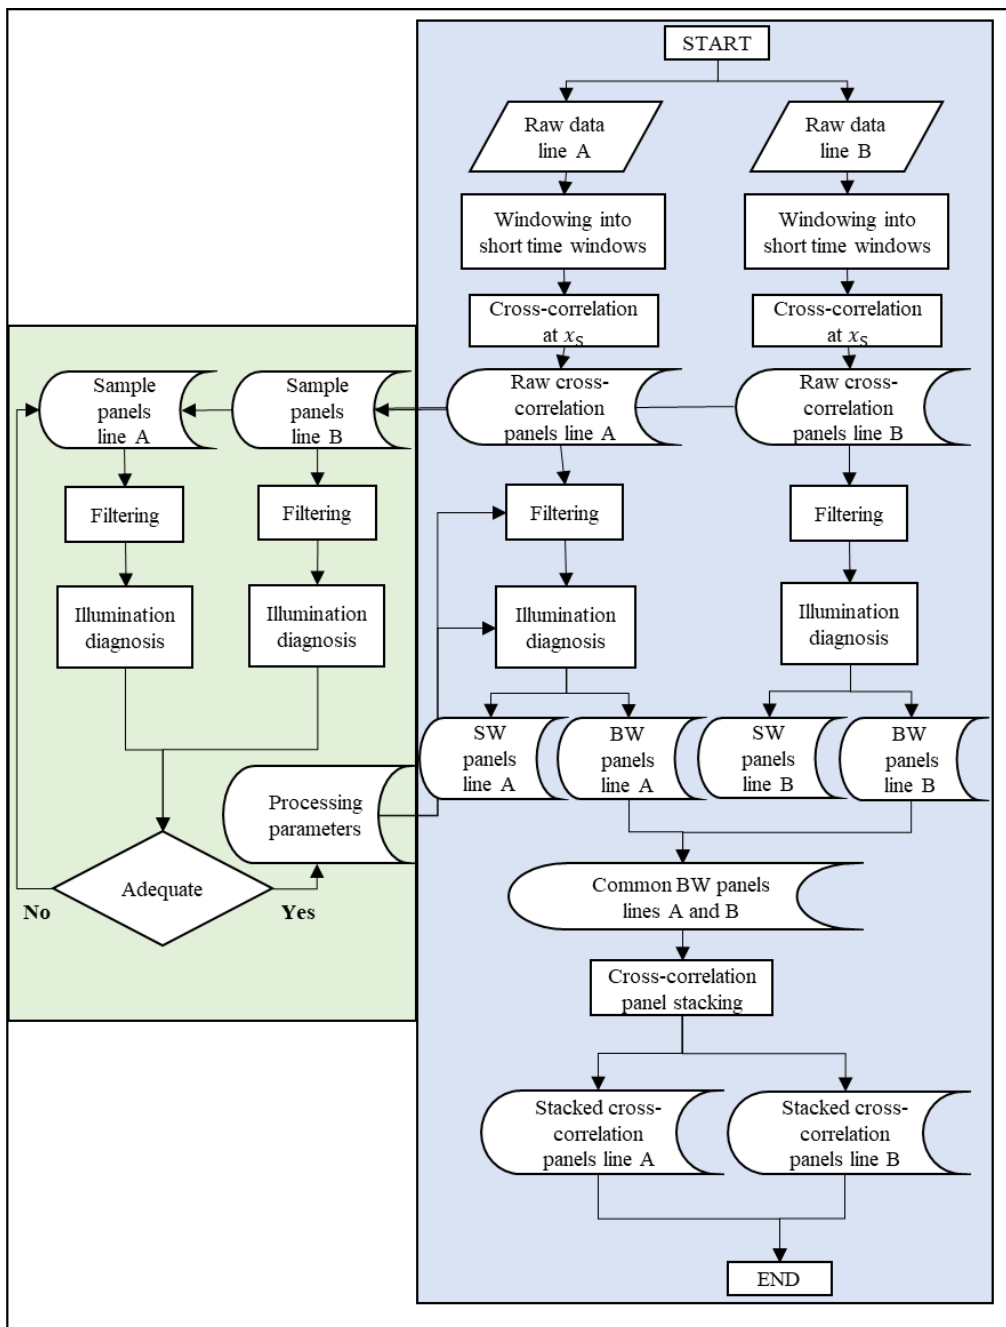 START
Raw data
line A
Raw data
line B
Windowing into
short time windows
Windowing into
short time windows
Cross-correlation
at xS
Cross-correlation
at xS
Sample
panels
line A
Sample
panels
line B
Raw cross-
correlation
panels line A
Raw cross-
correlation
panels line B
Filtering
Filtering
Filtering
Filtering
Illumination
diagnosis
Illumination
diagnosis
Illumination
diagnosis
Illumination
diagnosis
SW
panels
line A
BW
panels
line A
SW
panels
line B
BW
panels
line B
Processing
parameters
Adequate
No
Yes
Common BW panels
lines A and B
Cross-correlation
panel stacking
Stacked cross-
correlation
panels line A
Stacked cross-
correlation
panels line B
END